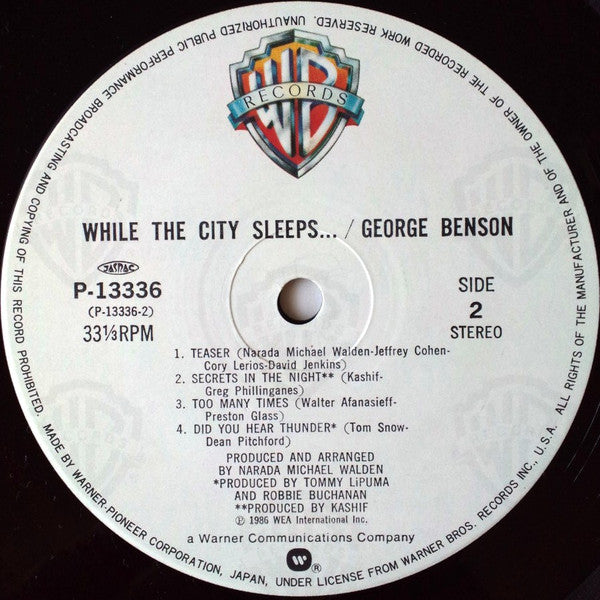 WB
RECORDS
WHILE THE CITY SLEEPS... / GEORGE BENSON
JASRAC
P-13336
(P-13336-2)
33⅓RPM
SIDE
2
STEREO
1. TEASER (Narada Michael Walden-Jeffrey Cohen-
Cory Lerios-David Jenkins)
2. SECRETS IN THE NIGHT** (Kashif-
Greg Phillinganes)
3. TOO MANY TIMES (Walter Afanasieff-
Preston Glass)
4. DID YOU HEAR THUNDER* (Tom Snow-
Dean Pitchford)
PRODUCED AND ARRANGED
BY NARADA MICHAEL WALDEN
*PRODUCED BY TOMMY LiPUMA
AND ROBBIE BUCHANAN
**PRODUCED BY KASHIF
Ⓟ 1986 WEA International Inc.
a Warner Communications Company
W®
MADE BY WARNER-PIONEER CORPORATION, JAPAN, UNDER LICENSE FROM WARNER BROS. RECORDS INC., U.S.A. ALL RIGHTS OF THE MANUFACTURER AND OF THE OWNER OF THE RECORDED WORK RESERVED. UNAUTHORIZED PUBLIC PERFORMANCE BROADCASTING AND COPYING OF THIS RECORD PROHIBITED.